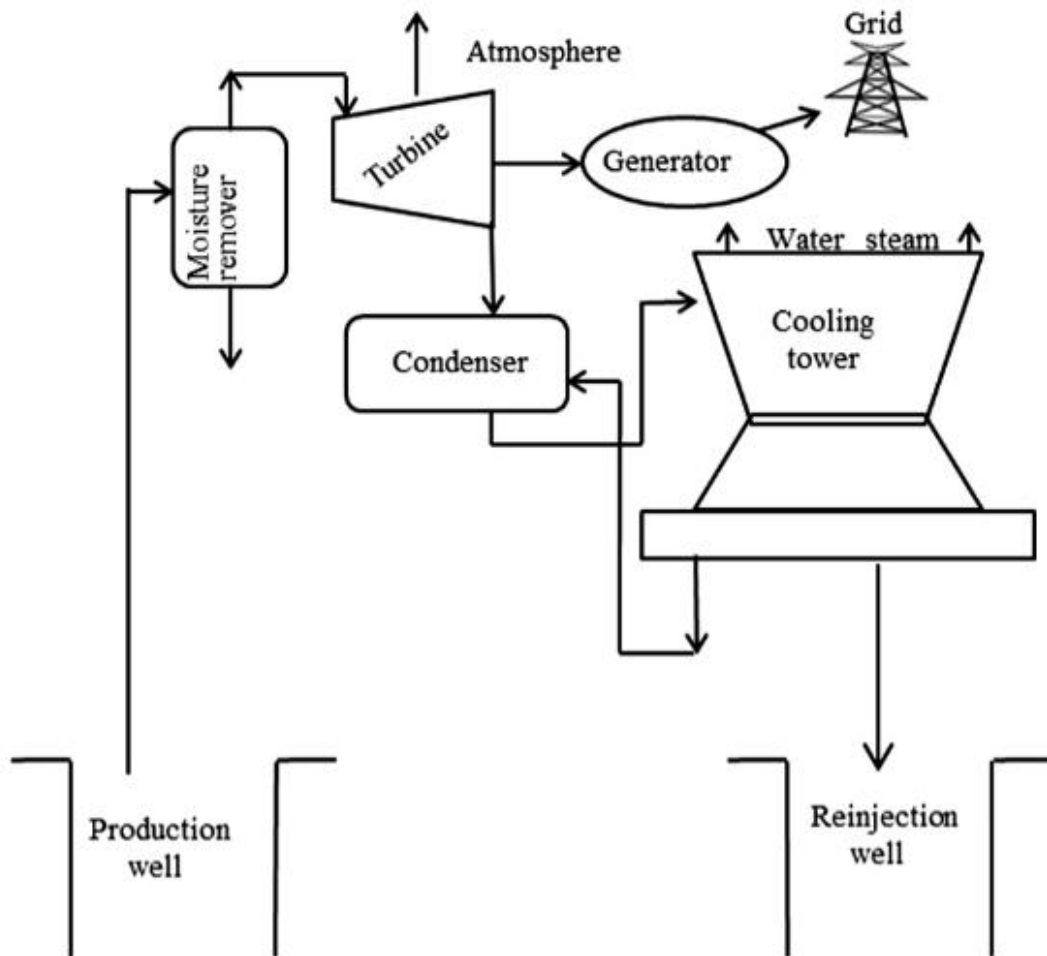 Grid
Atmosphere
Turbine
Generator
Moisture
remover
Water steam
Cooling
tower
Condenser
Production
well
Reinjection
well